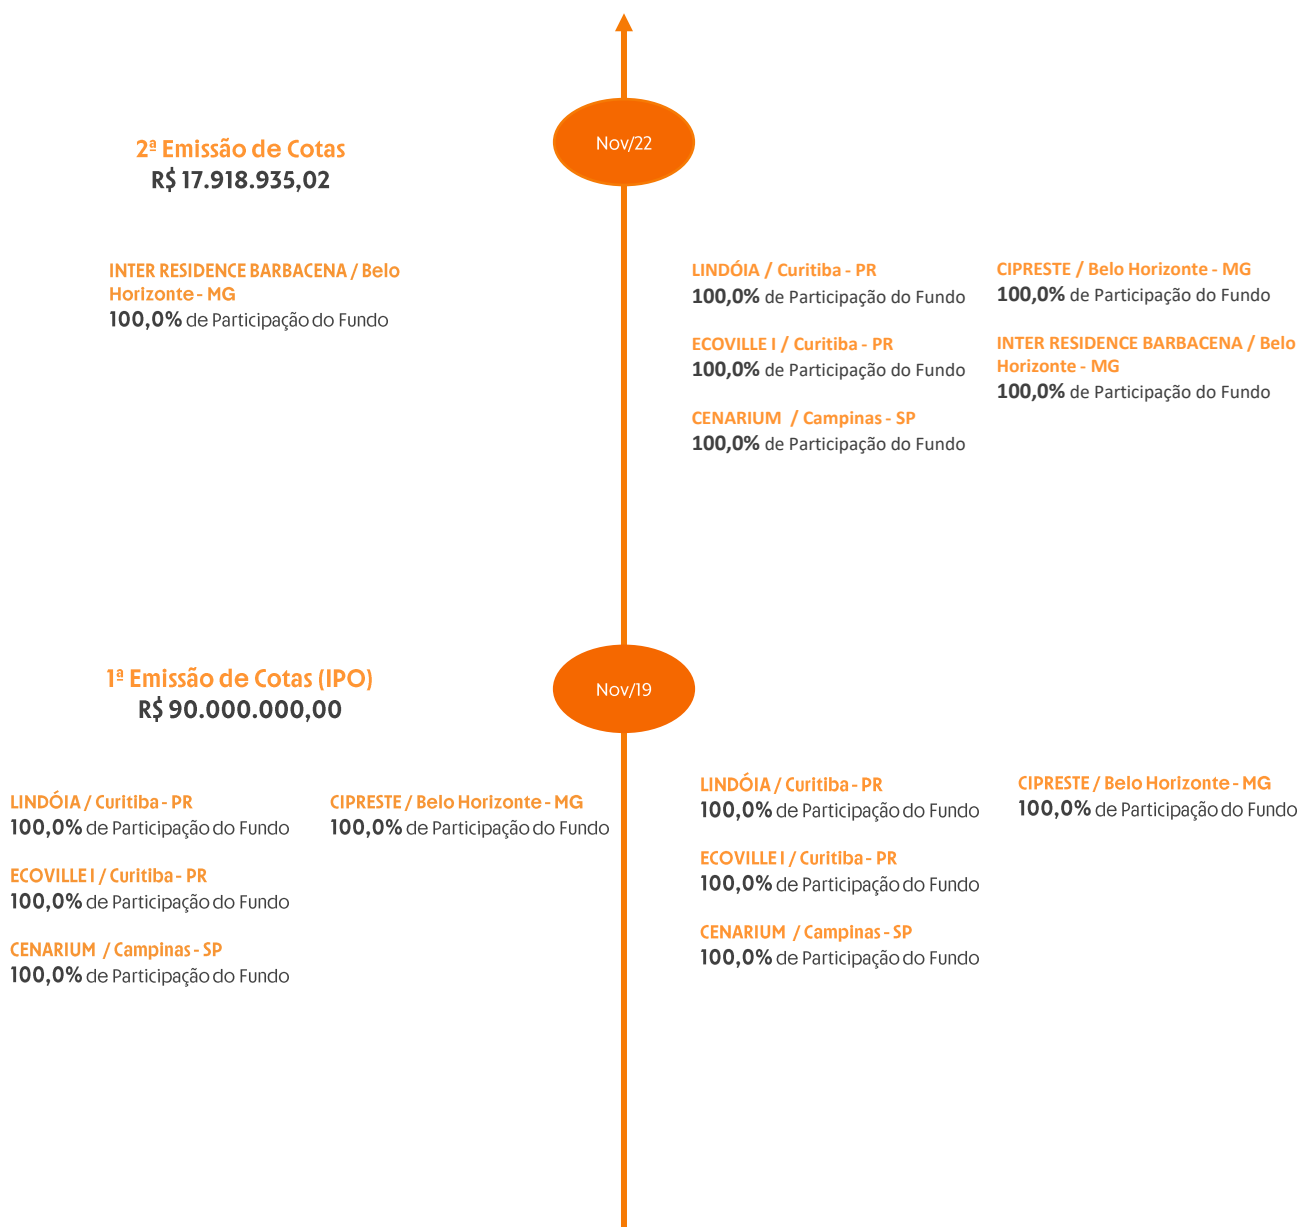 Nov/22
2ª Emissão de Cotas
R$ 17.918.935,02
INTER RESIDENCE BARBACENA / Belo
Horizonte - MG
100,0% de Participação do Fundo
LINDÓIA / Curitiba - PR
100,0% de Participação do Fundo
ECOVILLE I / Curitiba - PR
100,0% de Participação do Fundo
CENARIUM / Campinas - SP
100,0% de Participação do Fundo
CIPRESTE / Belo Horizonte - MG
100,0% de Participação do Fundo
INTER RESIDENCE BARBACENA / Belo
Horizonte - MG
100,0% de Participação do Fundo
Nov/19
1ª Emissão de Cotas (IPO)
R$ 90.000.000,00
LINDÓIA / Curitiba - PR
100,0% de Participação do Fundo
ECOVILLE I / Curitiba - PR
100,0% de Participação do Fundo
CENARIUM / Campinas - SP
100,0% de Participação do Fundo
CIPRESTE / Belo Horizonte - MG
100,0% de Participação do Fundo
LINDÓIA / Curitiba - PR
100,0% de Participação do Fundo
ECOVILLE I / Curitiba - PR
100,0% de Participação do Fundo
CENARIUM / Campinas - SP
100,0% de Participação do Fundo
CIPRESTE / Belo Horizonte - MG
100,0% de Participação do Fundo